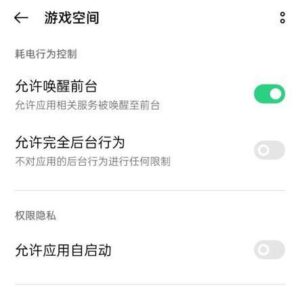 游戏空间
耗电行为控制
允许唤醒前台
允许应用相关服务被唤醒至前台
允许完全后台行为
不对应用的后台行为进行任何限制
权限隐私
允许应用自启动